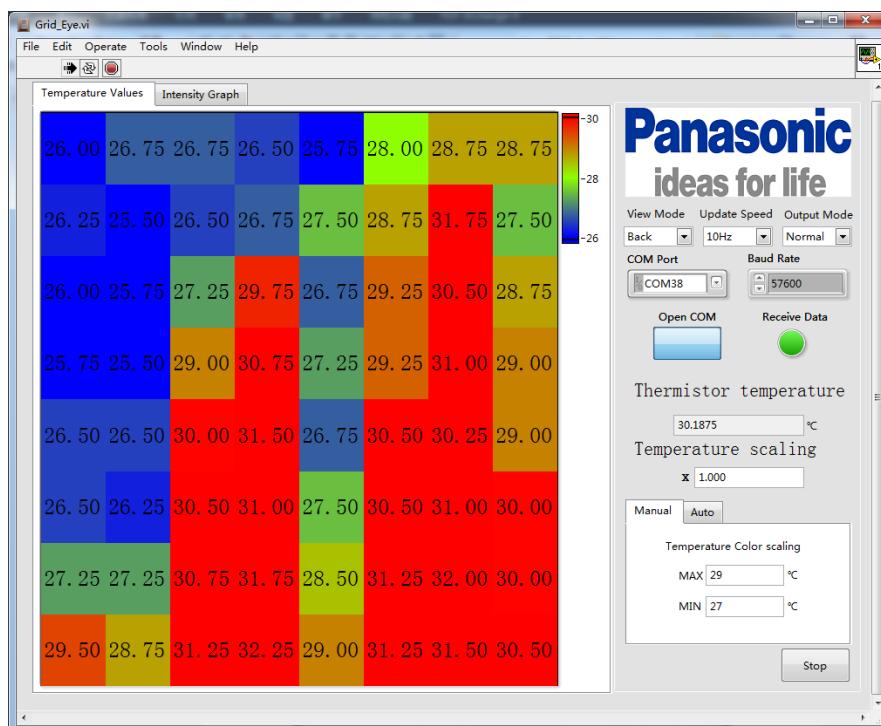 Grid_Eye.vi
File Edit Operate Tools Window Help
Temperature Values Intensity Graph
26.00 26.75 26.75 26.50 25.75 28.00 28.75 28.75
26.25 25.50 26.50 26.75 27.50 28.75 31.75 27.50
26.00 25.75 27.25 29.75 26.75 29.25 30.50 28.75
25.75 25.50 29.00 30.75 27.25 29.25 31.00 29.00
26.50 26.50 30.00 31.50 26.75 30.50 30.25 29.00
26.50 26.25 30.50 31.00 27.50 30.50 31.00 30.00
27.25 27.25 30.75 31.75 28.50 31.25 32.00 30.00
29.50 28.75 31.25 32.25 29.00 31.25 31.50 30.50
-30
-28
-26
Panasonic
ideas for life
View Mode Update Speed Output Mode
Back 10Hz Normal
COM Port Baud Rate
COM38 57600
Open COM Receive Data
Thermistor temperature
30.1875 ℃
Temperature scaling
x 1.000
Manual Auto
Temperature Color scaling
MAX 29 ℃
MIN 27 ℃
Stop